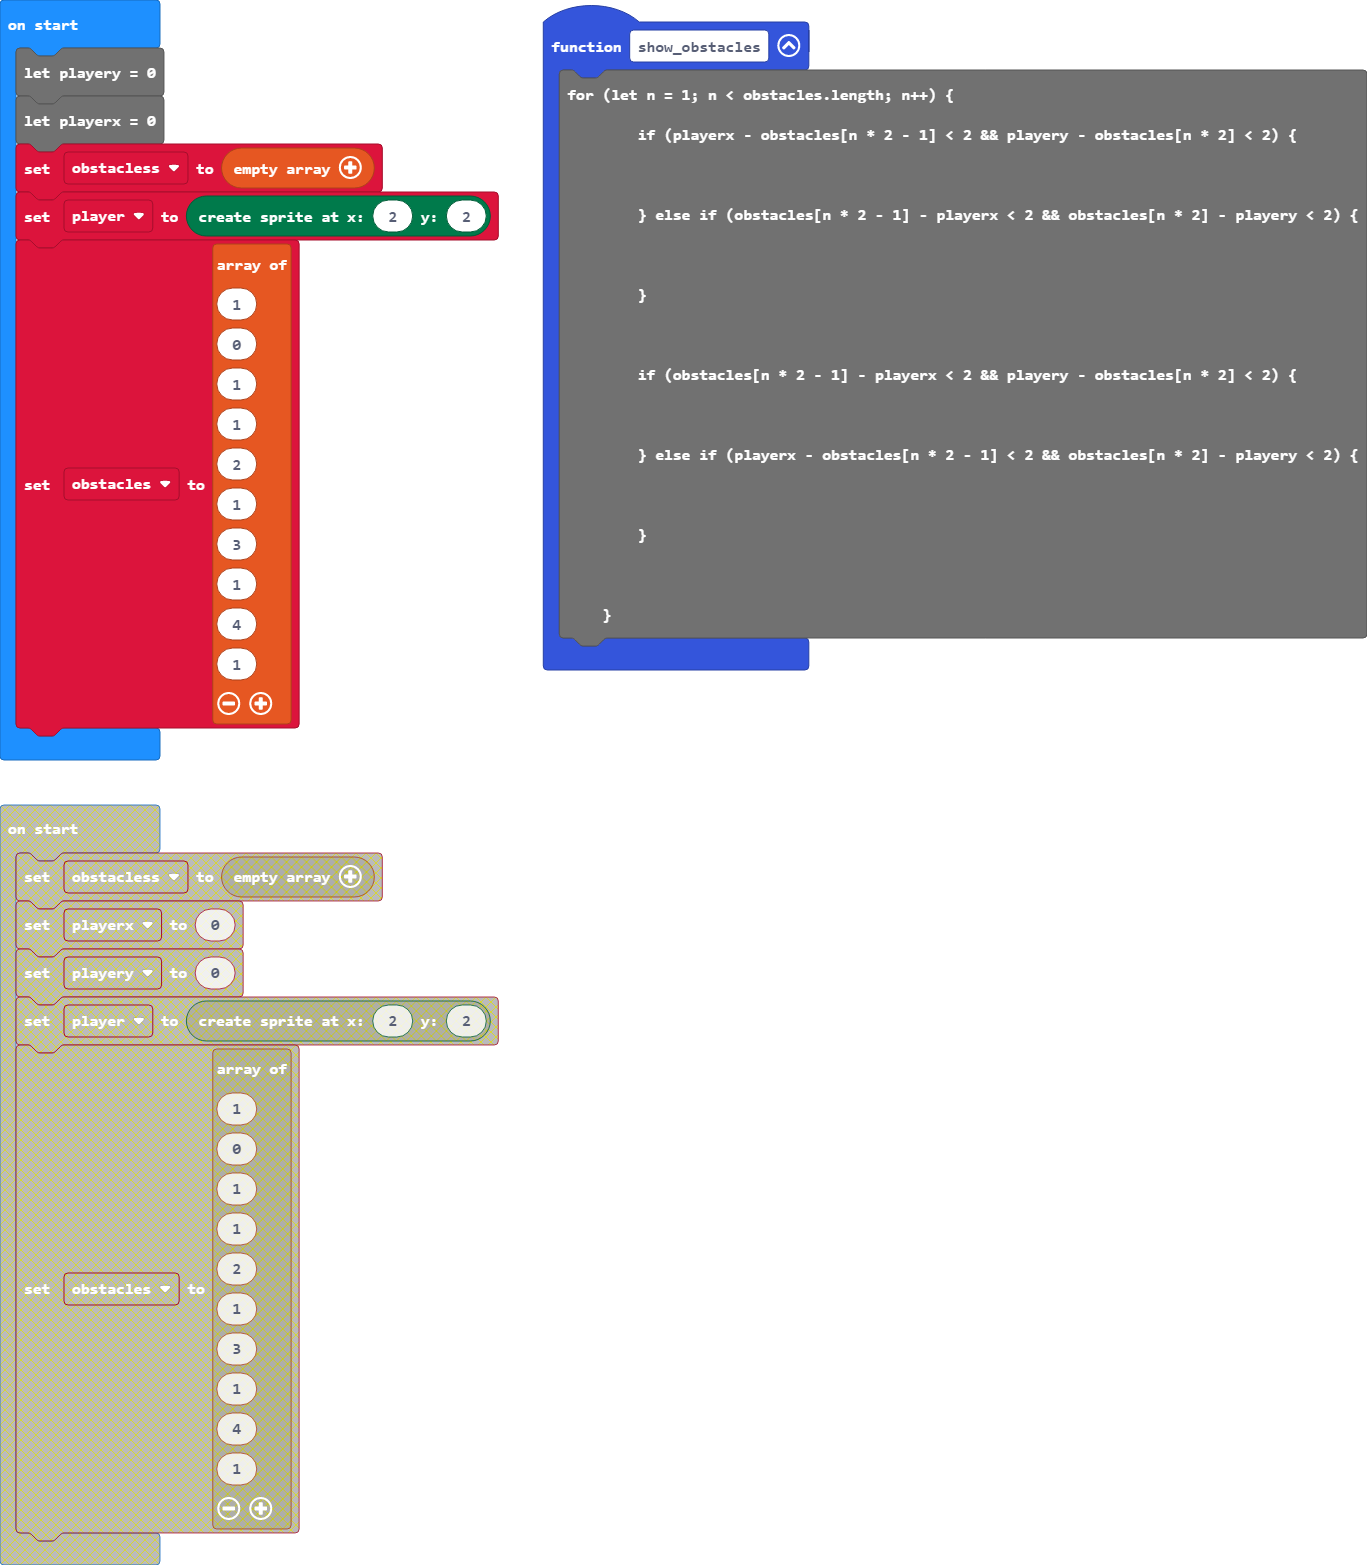 on start
let playery = 0
let playerx = 0
set obstacless to empty array
set player to create sprite at x: 2 y: 2
array of
1
0
1
1
2
1
3
set obstacles to
1
4
1
function show_obstacles
for (let n = 1; n < obstacles.length; n++) {
if (playerx - obstacles[n * 2 - 1] < 2 && playery - obstacles[n * 2] < 2) {
} else if (obstacles[n * 2 - 1] - playerx < 2 && obstacles[n * 2] - playery < 2) {
}
if (obstacles[n * 2 - 1] - playerx < 2 && playery - obstacles[n * 2] < 2) {
} else if (playerx - obstacles[n * 2 - 1] < 2 && obstacles[n * 2] - playery < 2) {
}
}
on start
set obstacless to empty array
set playerx to 0
set playery to 0
set player to create sprite at x: 2 y: 2
array of
1
0
1
1
2
set obstacles to
1
3
1
4
1